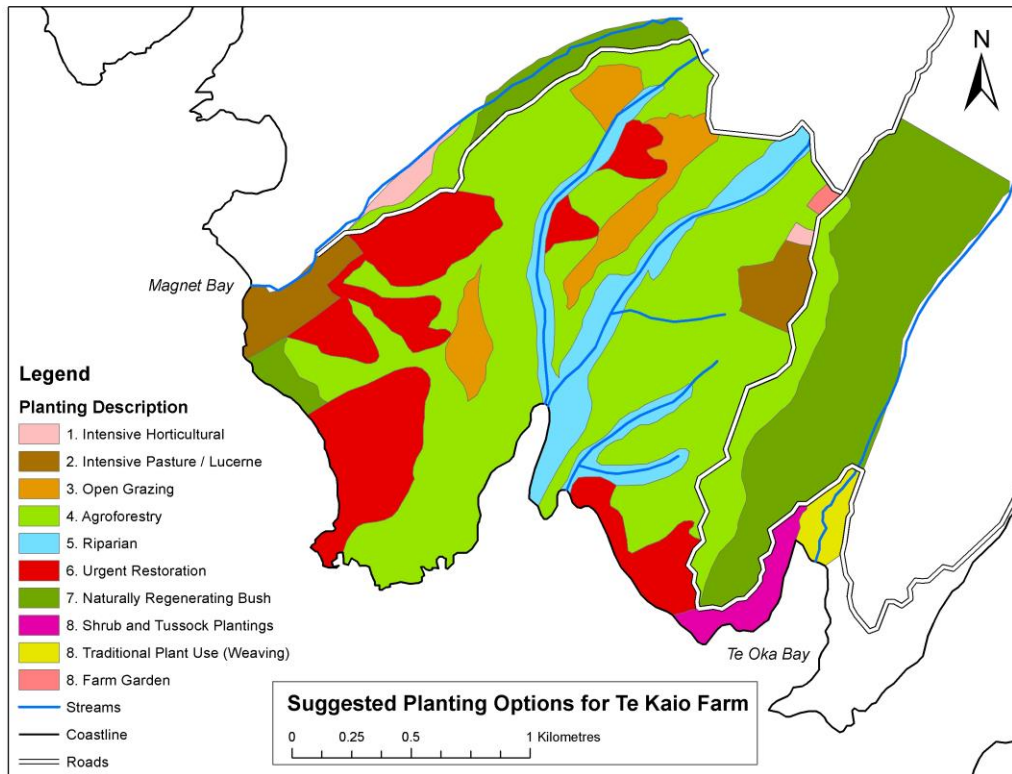 N
Magnet Bay
Te Oka Bay
Legend
Planting Description
1. Intensive Horticultural
2. Intensive Pasture / Lucerne
3. Open Grazing
4. Agroforestry
5. Riparian
6. Urgent Restoration
7. Naturally Regenerating Bush
8. Shrub and Tussock Plantings
8. Traditional Plant Use (Weaving)
8. Farm Garden
Streams
Coastline
Roads
Suggested Planting Options for Te Kaio Farm
0 0.25 0.5 1 Kilometres